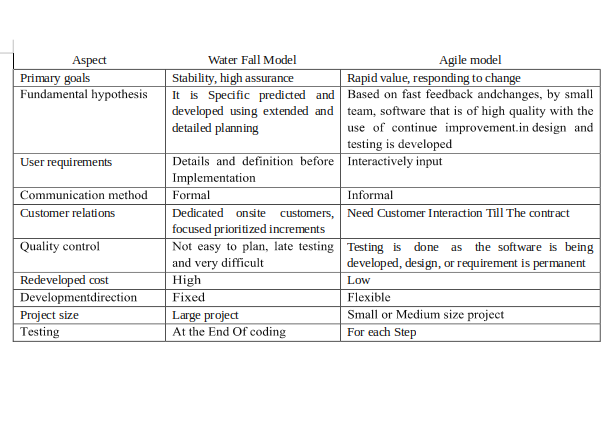 Aspect Water Fall Model Agile model
Primary goals Stability, high assurance Rapid value, responding to change
Fundamental hypothesis It is Specific predicted and Based on fast feedback andchanges, by small
developed using extended and team, software that is of high quality with the
detailed planning use of continue improvement.in design and
testing is developed
User requirements Details and definition before Interactively input
Implementation
Communication method Formal Informal
Customer relations Dedicated onsite customers, Need Customer Interaction Till The contract
focused prioritized increments
Quality control Not easy to plan, late testing Testing is done as the software is being
and very difficult developed, design, or requirement is permanent
Redeveloped cost High Low
Developmentdirection Fixed Flexible
Project size Large project Small or Medium size project
Testing At the End Of coding For each Step